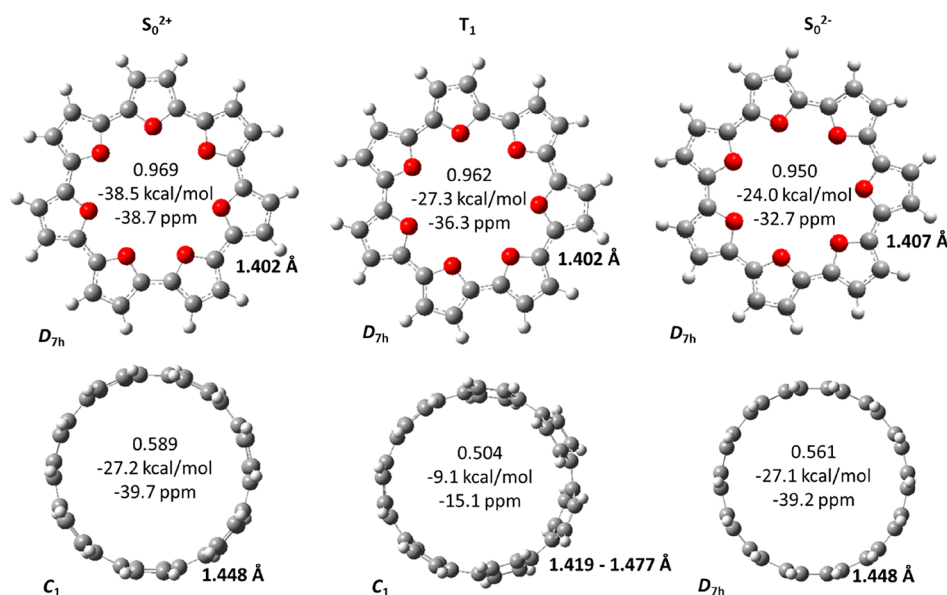 S₀²⁺
T₁
S₀²⁻
0.969
-38.5 kcal/mol
-38.7 ppm
1.402 Å
D₇ₕ
0.962
-27.3 kcal/mol
-36.3 ppm
1.402 Å
D₇ₕ
0.950
-24.0 kcal/mol
-32.7 ppm
1.407 Å
D₇ₕ
0.589
-27.2 kcal/mol
-39.7 ppm
1.448 Å
C₁
0.504
-9.1 kcal/mol
-15.1 ppm
1.419 - 1.477 Å
C₁
0.561
-27.1 kcal/mol
-39.2 ppm
1.448 Å
D₇ₕ